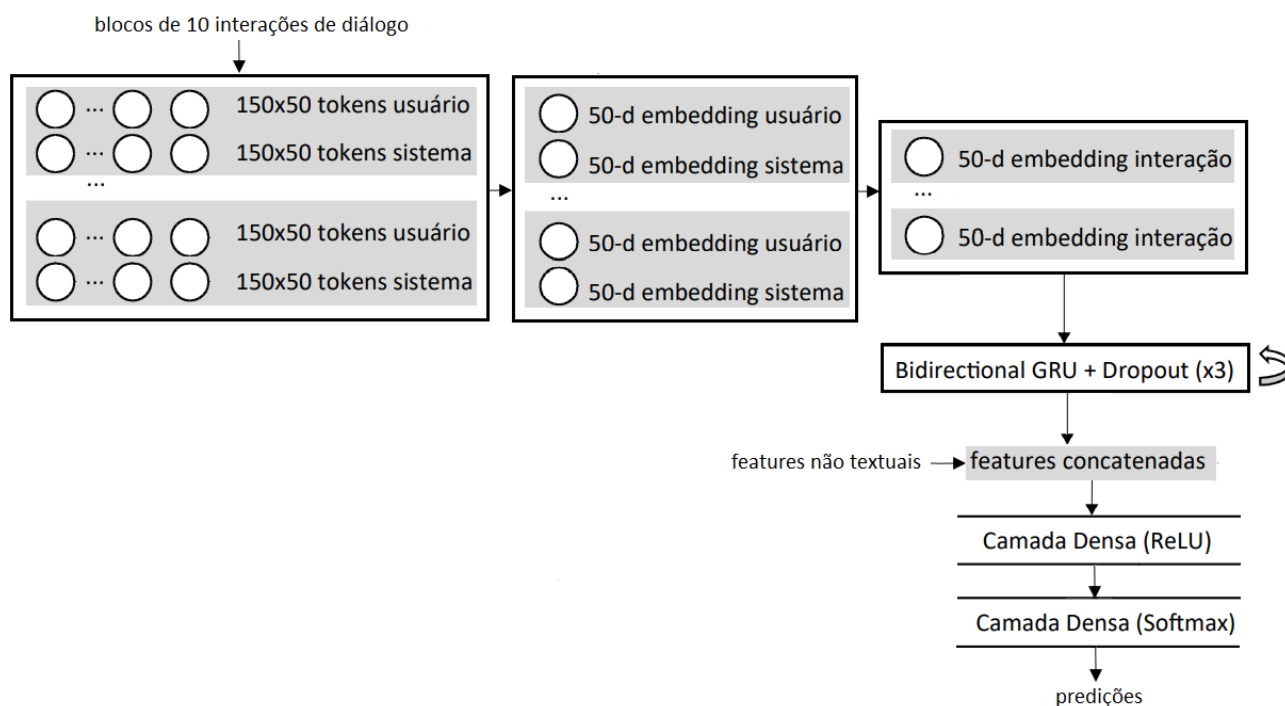 blocos de 10 interações de diálogo
... 150x50 tokens usuário
... 150x50 tokens sistema
...
... 150x50 tokens usuário
... 150x50 tokens sistema
50-d embedding usuário
50-d embedding sistema
...
50-d embedding usuário
50-d embedding sistema
50-d embedding interação
...
50-d embedding interação
Bidirectional GRU + Dropout (x3)
features não textuais
features concatenadas
Camada Densa (ReLU)
Camada Densa (Softmax)
predições